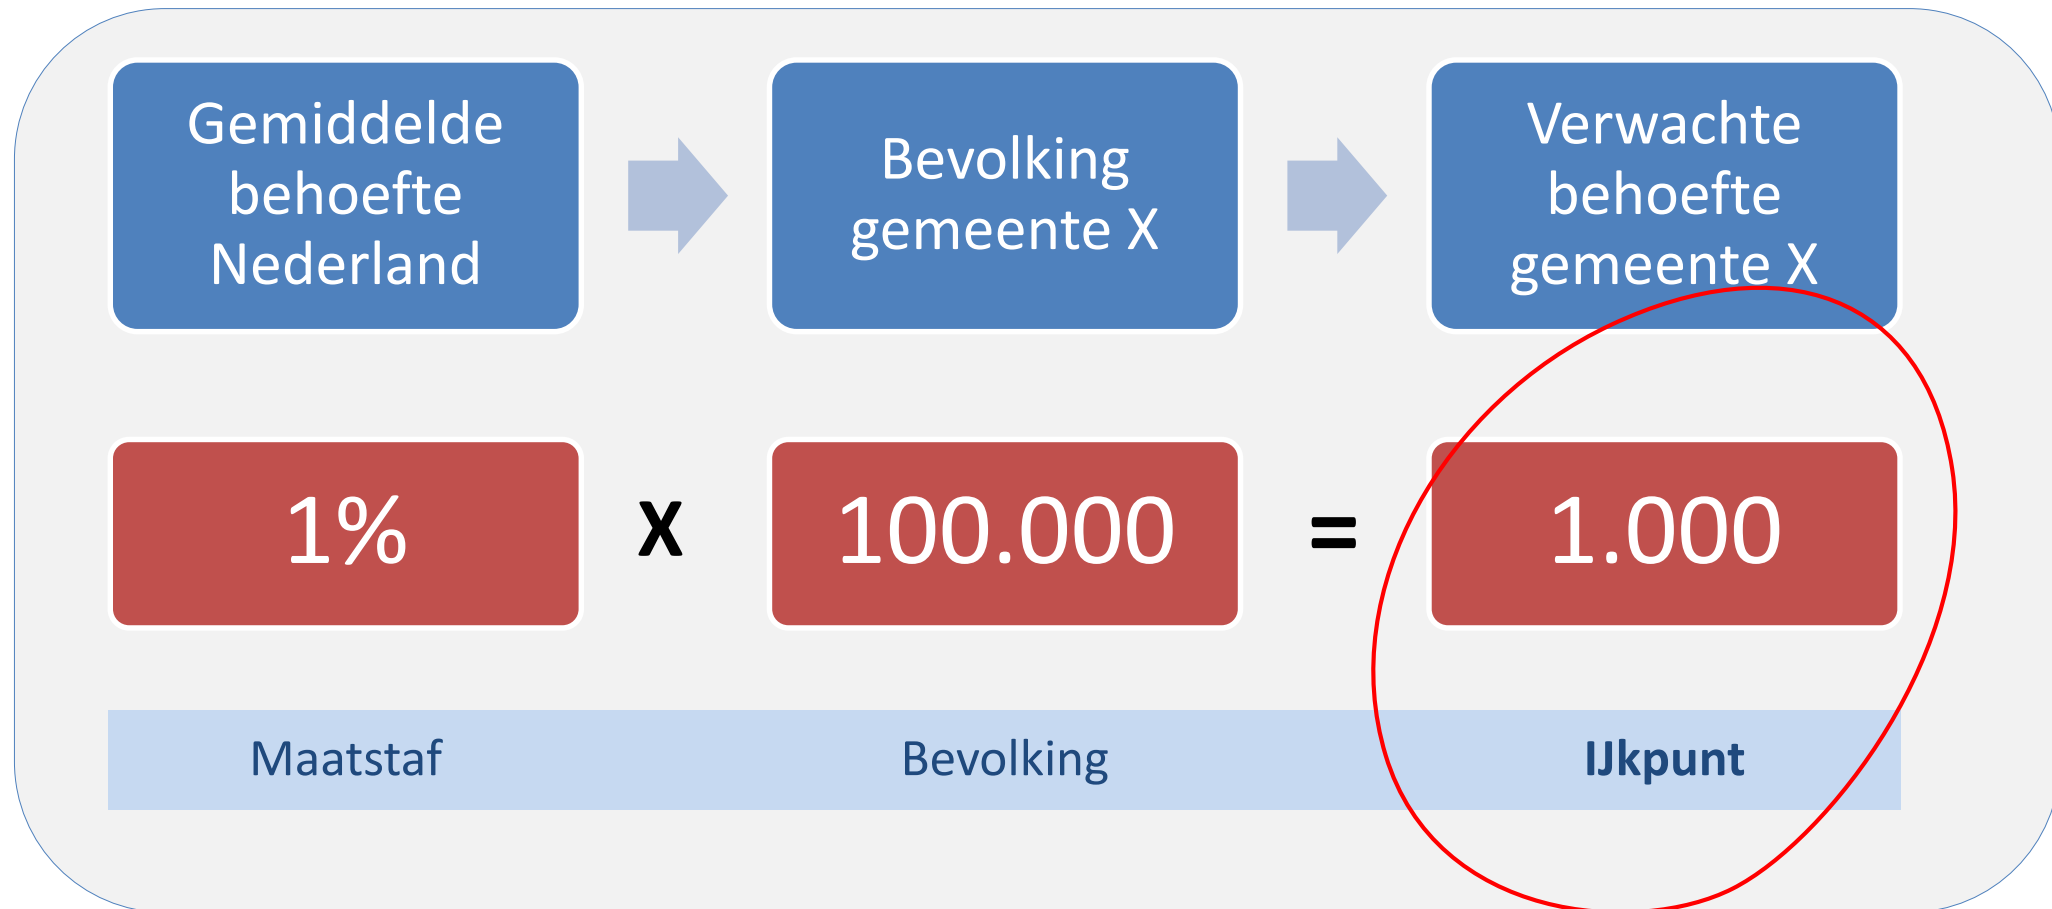 Gemiddelde
behoefte
Nederland
Bevolking
gemeente X
Verwachte
behoefte
gemeente X
1% X 100.000 = 1.000
Maatstaf Bevolking IJkpunt